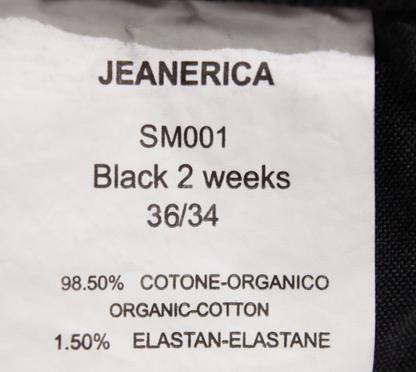 JEANERICA
SM001
Black 2 weeks
36/34
98.50% COTONE-ORGANICO
ORGANIC-COTTON
1.50% ELASTAN-ELASTANE